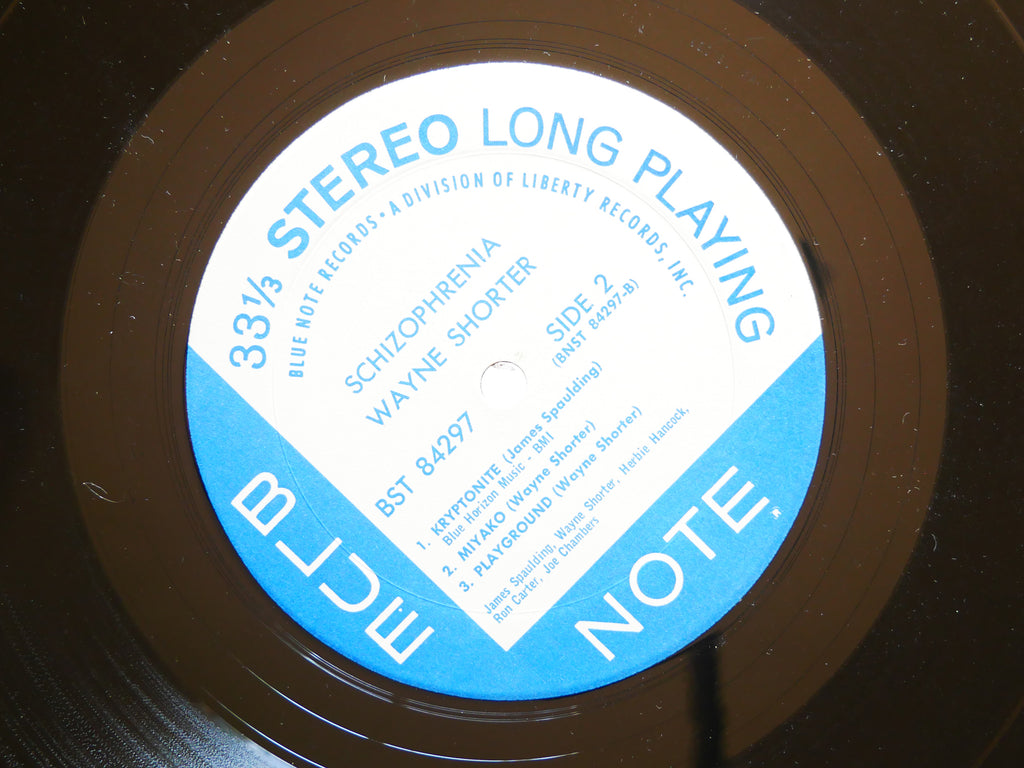 33⅓ STEREO LONG PLAYING
BLUE NOTE RECORDS • A DIVISION OF LIBERTY RECORDS, INC.
SCHIZOPHRENIA
WAYNE SHORTER
BST 84297
SIDE 2
(BNST 84297-B)
1. KRYPTONITE (James Spaulding)
Blue Horizon Music - BMI
2. MIYAKO (Wayne Shorter)
3. PLAYGROUND (Wayne Shorter)
James Spaulding, Wayne Shorter, Herbie Hancock,
Ron Carter, Joe Chambers
BLUE
NOTE